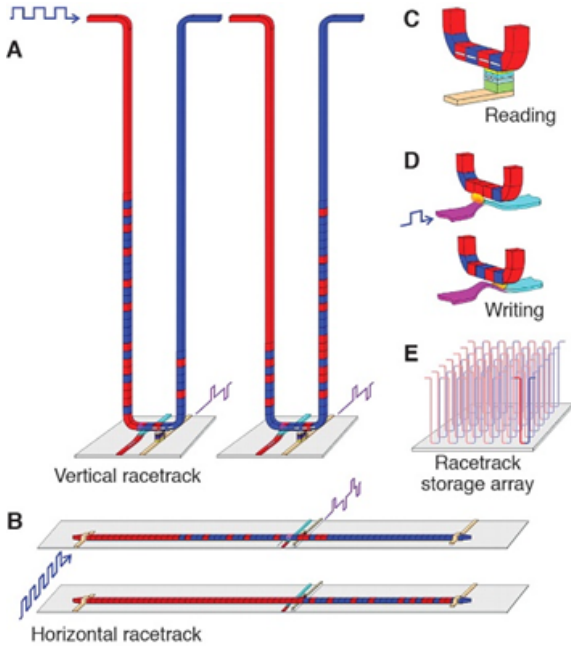 A
C
Reading
D
Writing
E
Racetrack
storage array
Vertical racetrack
B
Horizontal racetrack